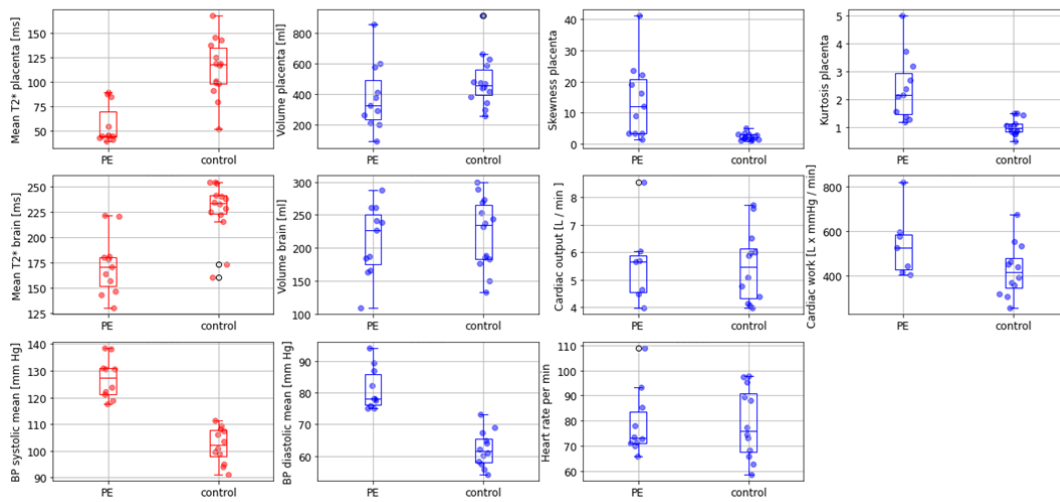 Mean T2* placenta [ms]
150
125
100
75
50
PE
control
Volume placenta [ml]
800
600
400
200
PE
control
Skewness placenta
40
30
20
10
0
PE
control
Kurtosis placenta
5
4
3
2
1
PE
control
Mean T2* brain [ms]
250
225
200
175
150
125
PE
control
Volume brain [ml]
300
250
200
150
100
PE
control
Cardiac output [L / min]
8
7
6
5
4
PE
control
Cardiac work [L x mmHg / min]
800
600
400
PE
control
BP systolic mean [mm Hg]
140
130
120
110
100
90
PE
control
BP diastolic mean [mm Hg]
90
80
70
60
PE
control
Heart rate per min
110
100
90
80
70
60
PE
control